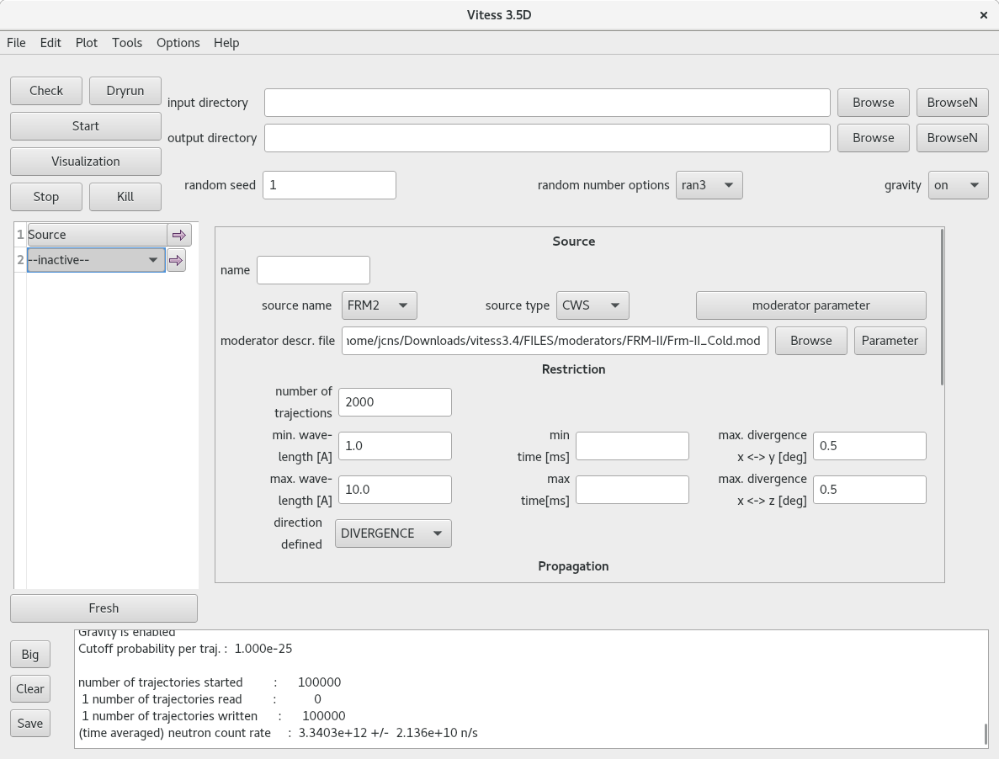 Vitess 3.5D ×
File Edit Plot Tools Options Help
Check Dryrun
input directory Browse BrowseN
Start
output directory Browse BrowseN
Visualization
random seed 1 random number options ran3 gravity on
Stop Kill
1 Source
2 --inactive--
Source
name
source name FRM2 source type CWS moderator parameter
moderator descr. file ome/jcns/Downloads/vitess3.4/FILES/moderators/FRM-II/Frm-II_Cold.mod Browse Parameter
Restriction
number of
trajections 2000
min. wave- min max. divergence
length [A] 1.0 time [ms] x <-> y [deg] 0.5
max. wave- max max. divergence
length [A] 10.0 time[ms] x <-> z [deg] 0.5
direction
defined DIVERGENCE
Propagation
Fresh
Big
Clear
Save
Gravity is enabled
Cutoff probability per traj. : 1.000e-25
number of trajectories started : 100000
1 number of trajectories read : 0
1 number of trajectories written : 100000
(time averaged) neutron count rate : 3.3403e+12 +/- 2.136e+10 n/s